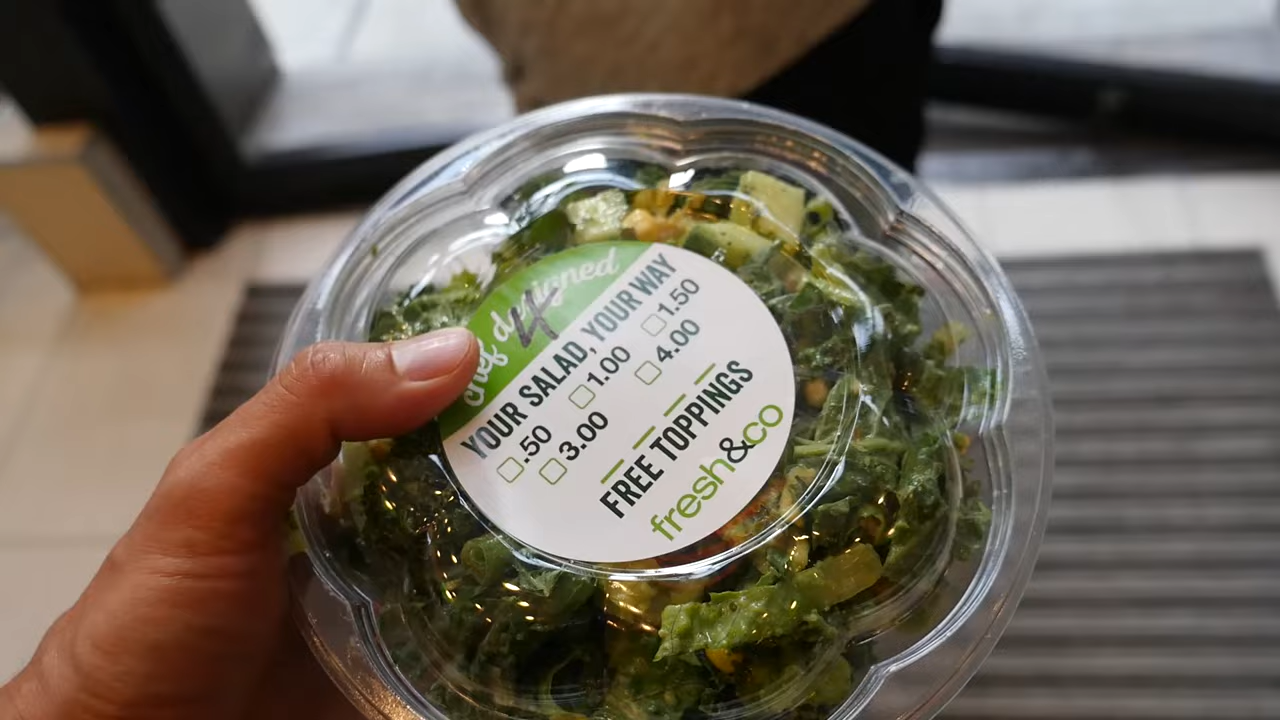 chef designed
4
YOUR SALAD, YOUR WAY
.50 1.00 1.50
3.00 4.00
FREE TOPPINGS
fresh&co